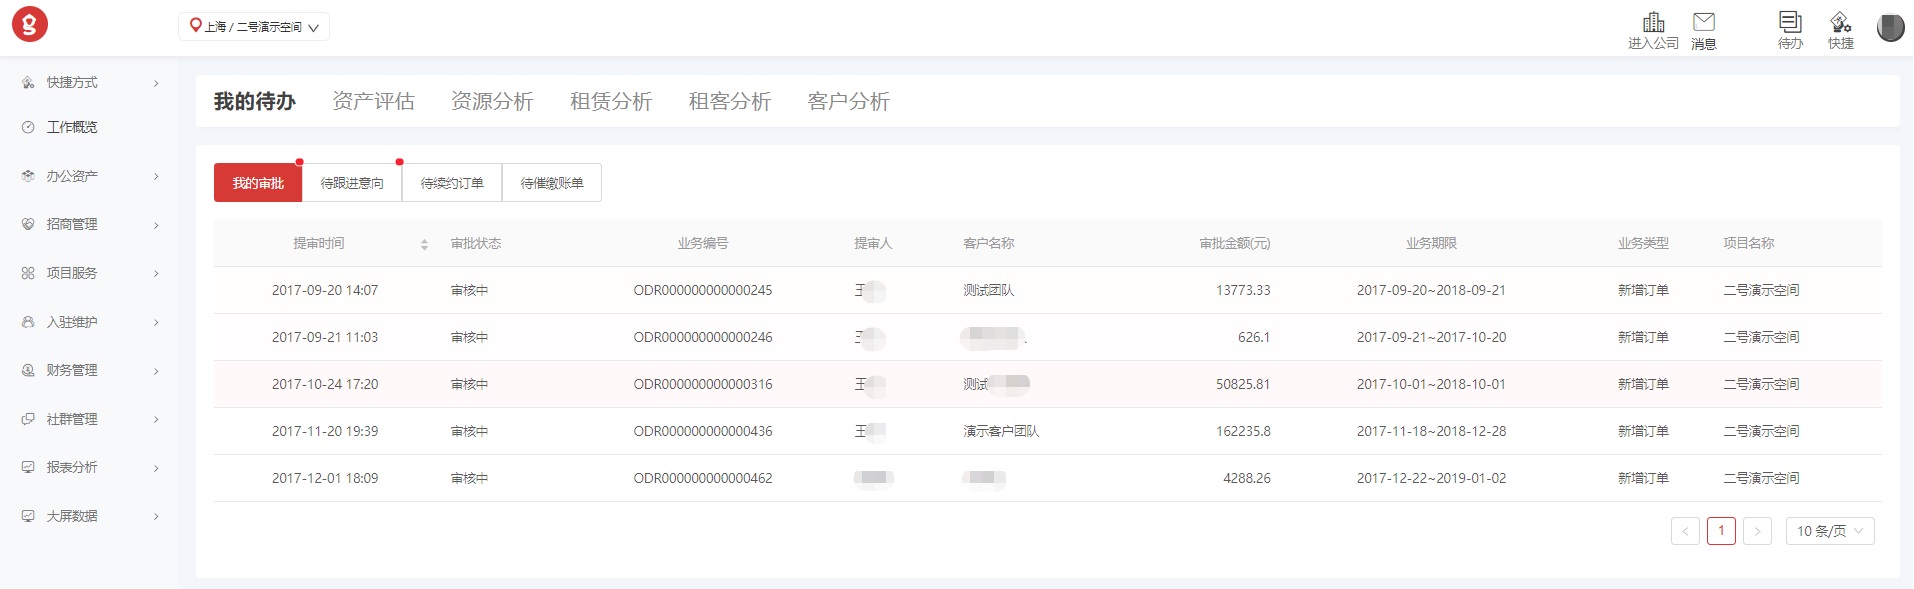 上海 / 二号演示空间
进入公司 消息 待办 快捷
快捷方式
工作概览
办公资产
招商管理
项目服务
入驻维护
财务管理
社群管理
报表分析
大屏数据
我的待办 资产评估 资源分析 租赁分析 租客分析 客户分析
我的审批 待跟进意向 待续约订单 待催缴账单
提审时间 审批状态 业务编号 提审人 客户名称 审批金额(元) 业务期限 业务类型 项目名称
2017-09-20 14:07 审核中 ODR000000000000245 王 测试团队 13773.33 2017-09-20~2018-09-21 新增订单 二号演示空间
2017-09-21 11:03 审核中 ODR000000000000246 626.1 2017-09-21~2017-10-20 新增订单 二号演示空间
2017-10-24 17:20 审核中 ODR000000000000316 王 测试 50825.81 2017-10-01~2018-10-01 新增订单 二号演示空间
2017-11-20 19:39 审核中 ODR000000000000436 王 演示客户团队 162235.8 2017-11-18~2018-12-28 新增订单 二号演示空间
2017-12-01 18:09 审核中 ODR000000000000462 4288.26 2017-12-22~2019-01-02 新增订单 二号演示空间
< 1 > 10 条/页